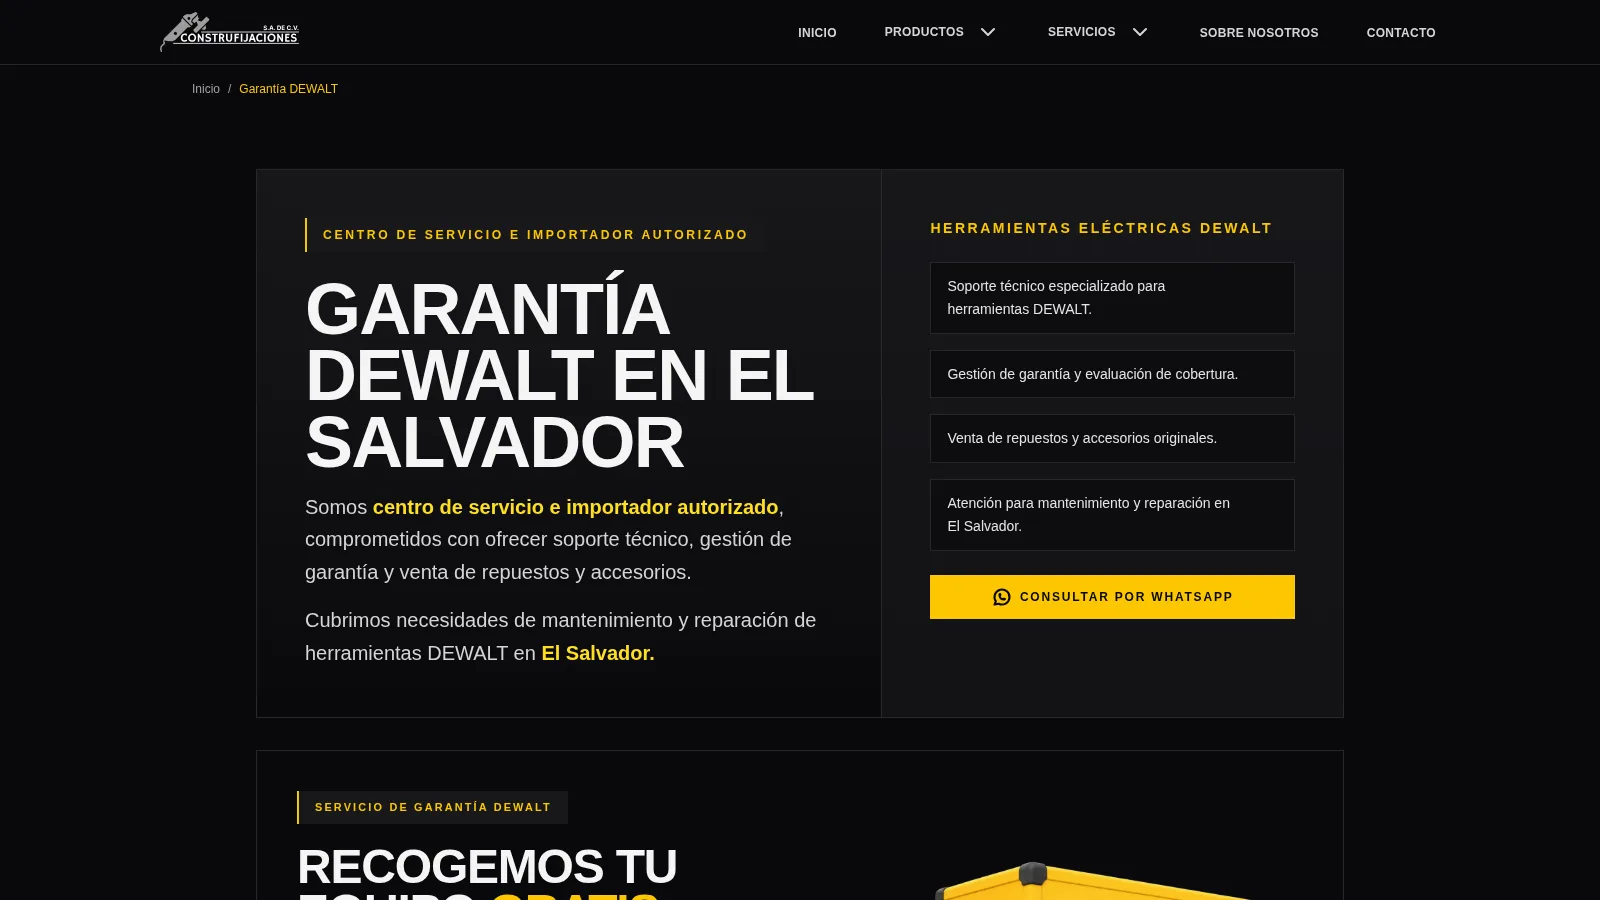 S.A. DE C.V.
CONSTRUFIJACIONES
INICIO
PRODUCTOS
SERVICIOS
SOBRE NOSOTROS
CONTACTO
Inicio / Garantía DEWALT
CENTRO DE SERVICIO E IMPORTADOR AUTORIZADO
GARANTÍA
DEWALT EN EL
SALVADOR
Somos centro de servicio e importador autorizado,
comprometidos con ofrecer soporte técnico, gestión de
garantía y venta de repuestos y accesorios.
Cubrimos necesidades de mantenimiento y reparación de
herramientas DEWALT en El Salvador.
HERRAMIENTAS ELÉCTRICAS DEWALT
Soporte técnico especializado para
herramientas DEWALT.
Gestión de garantía y evaluación de cobertura.
Venta de repuestos y accesorios originales.
Atención para mantenimiento y reparación en
El Salvador.
CONSULTAR POR WHATSAPP
SERVICIO DE GARANTÍA DEWALT
RECOGEMOS TU
EQUIPO GRATIS